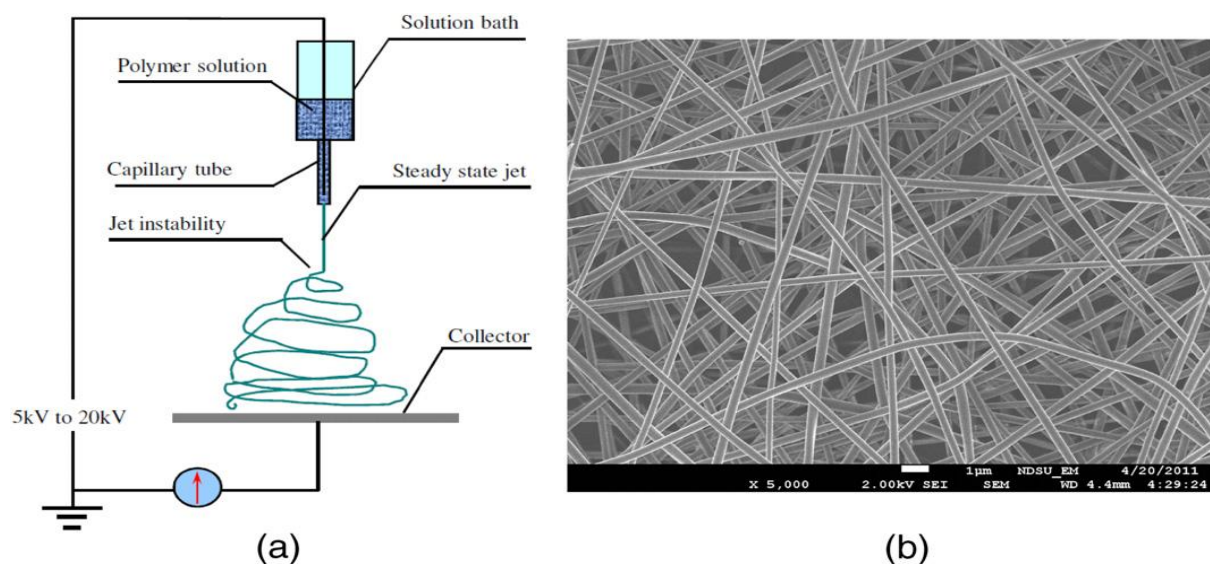 Solution bath
Polymer solution
Capillary tube
Steady state jet
Jet instability
Collector
5kV to 20kV
(a)
1μm NDSU_EM 4/20/2011
X 5,000 2.00kV SEI SEM WD 4.4mm 4:29:24
(b)